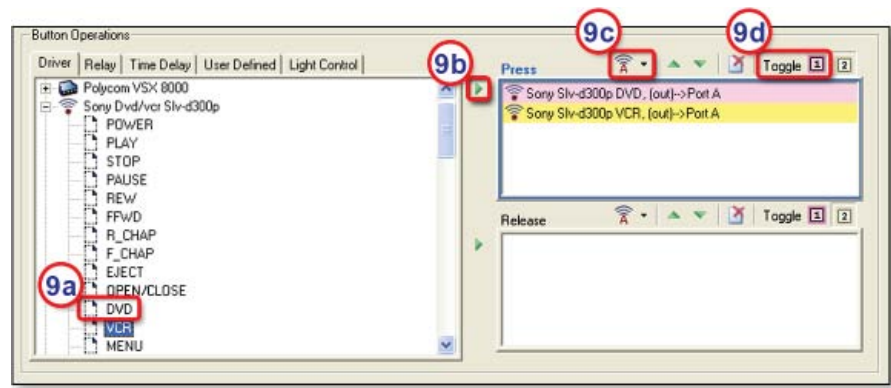 Button Operations
Driver Relay Time Delay User Defined Light Control
9b
9c
9d
Press A Toggle 1 2
Polycom VSX 8000
Sony Dvd/vcr Slv-d300p
POWER
PLAY
STOP
PAUSE
REW
FFWD
R_CHAP
F_CHAP
EJECT
OPEN/CLOSE
9a
DVD
VCR
MENU
Sony Slv-d300p DVD, (out)-->Port A
Sony Slv-d300p VCR, (out)-->Port A
Release A Toggle 1 2